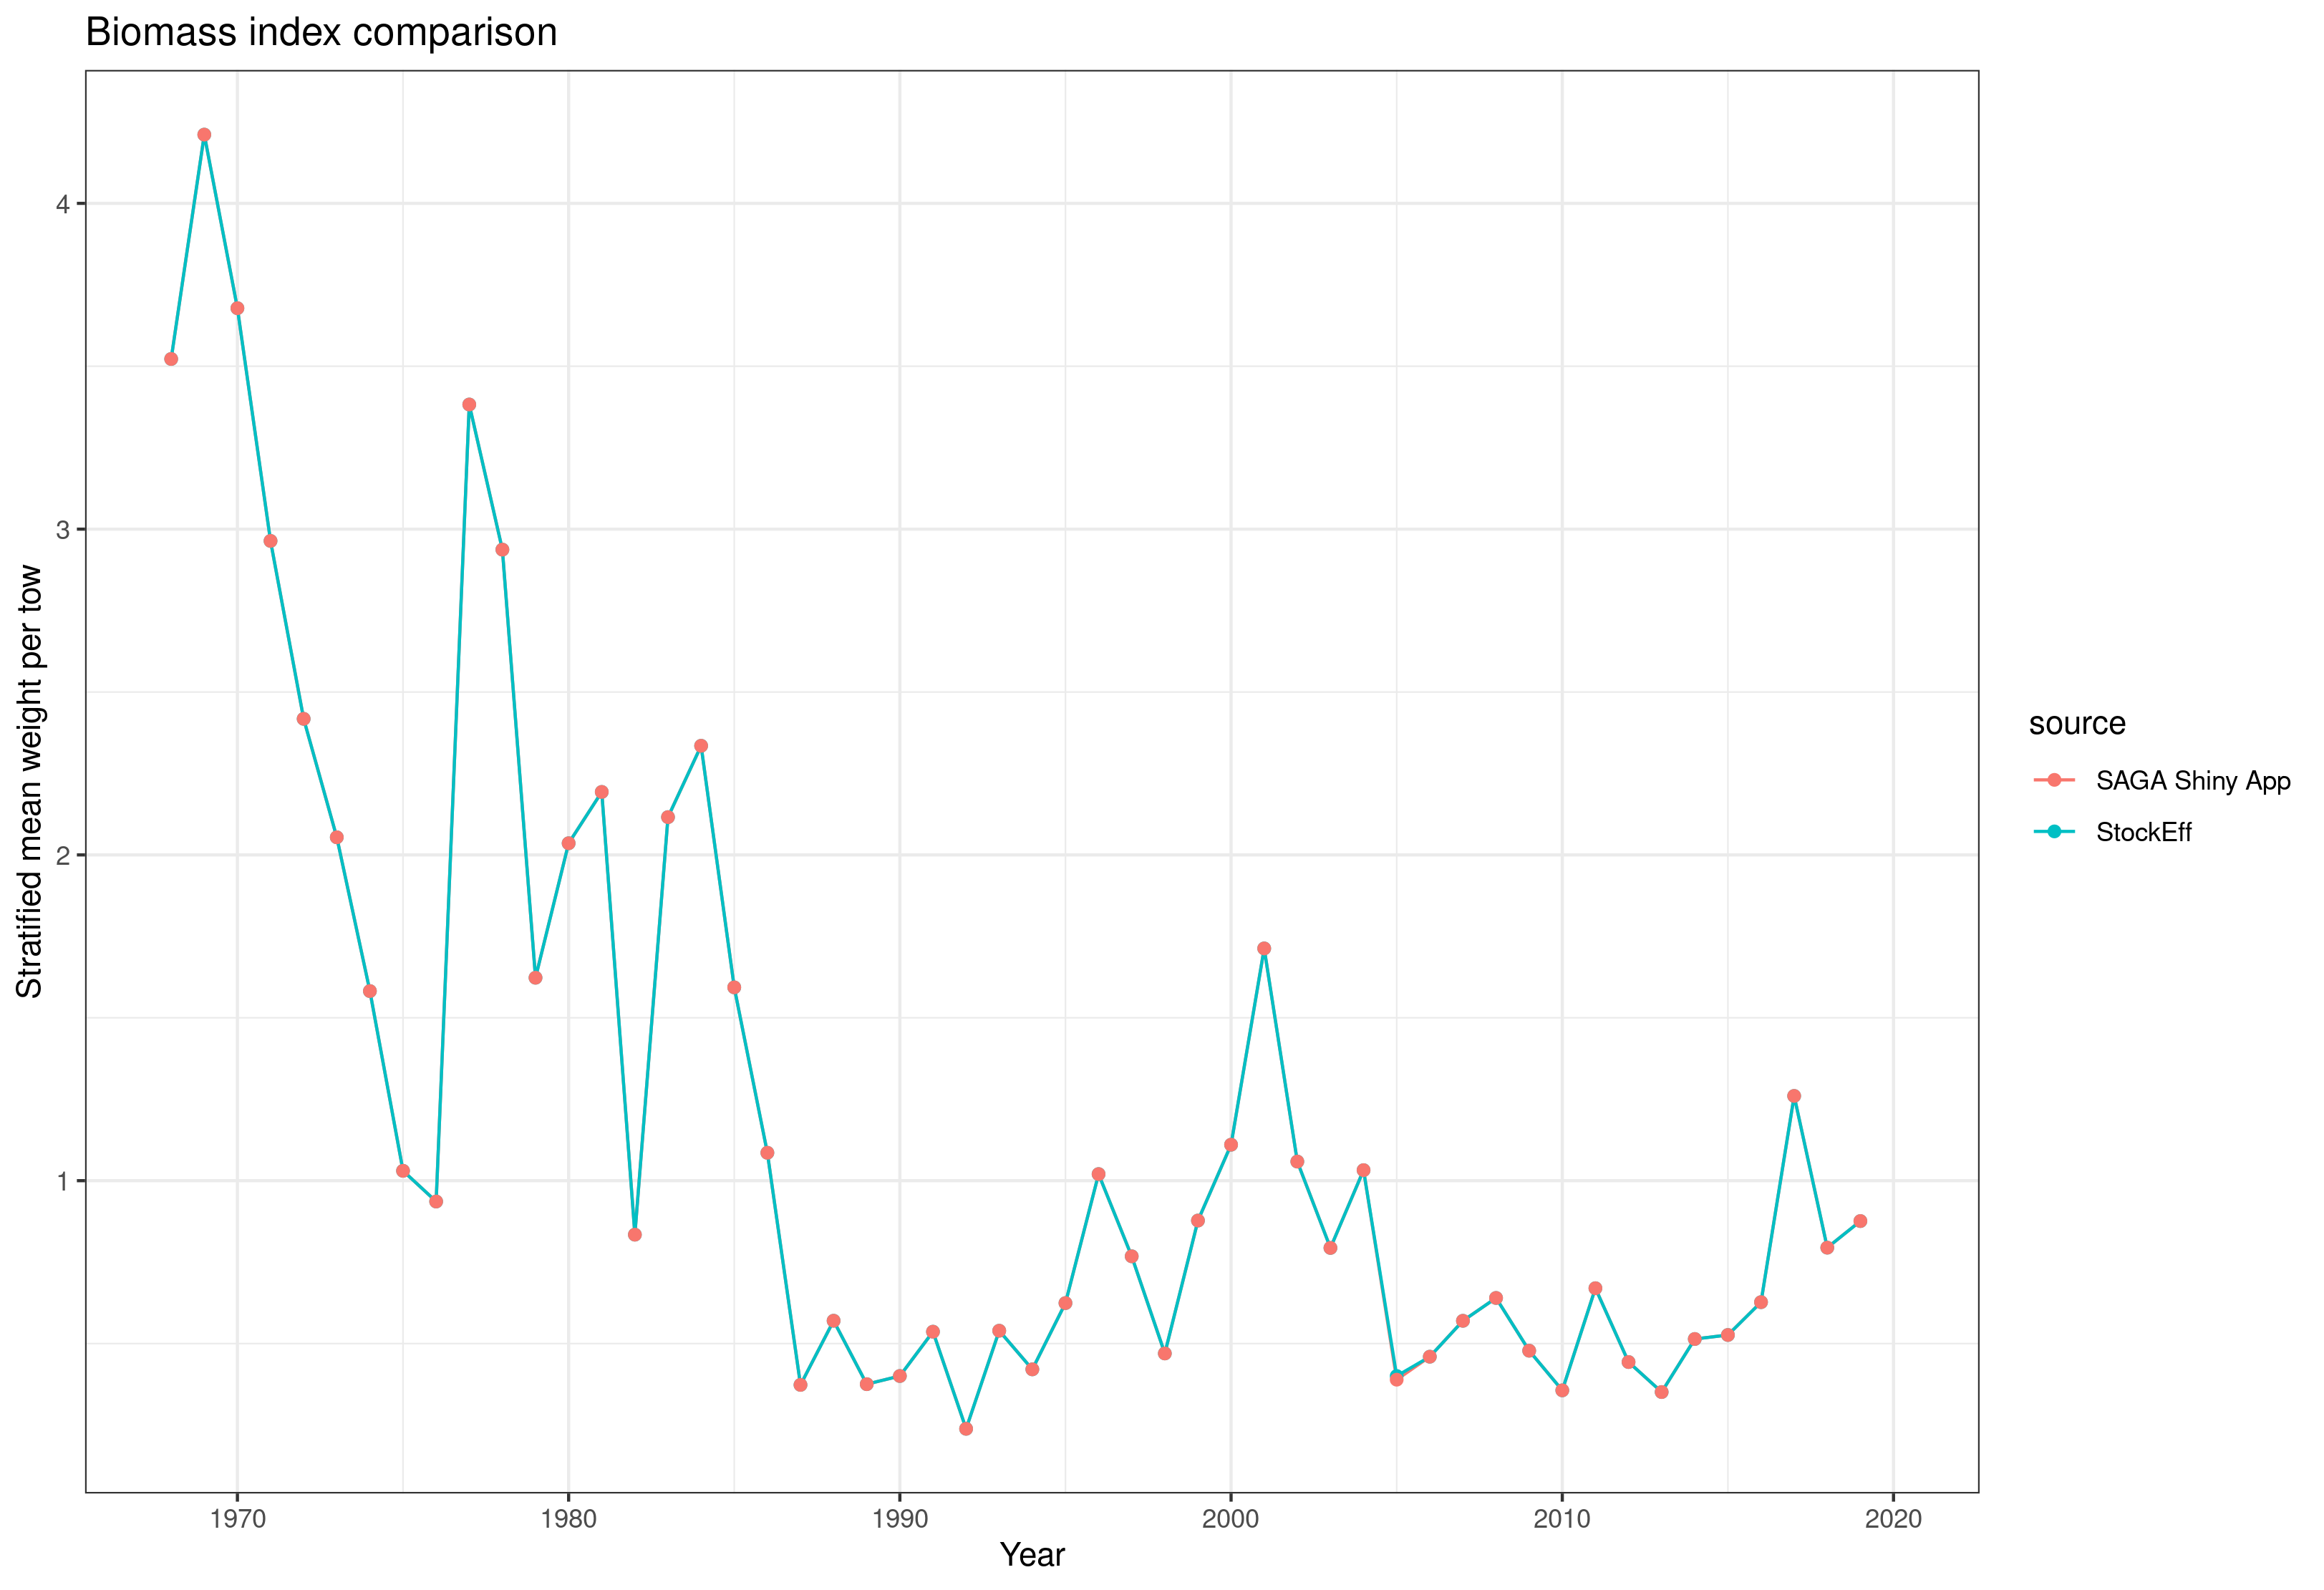 Biomass index comparison
Stratified mean weight per tow
4
3
2
1
1970 1980 1990 2000 2010 2020
Year
source
SAGA Shiny App
StockEff